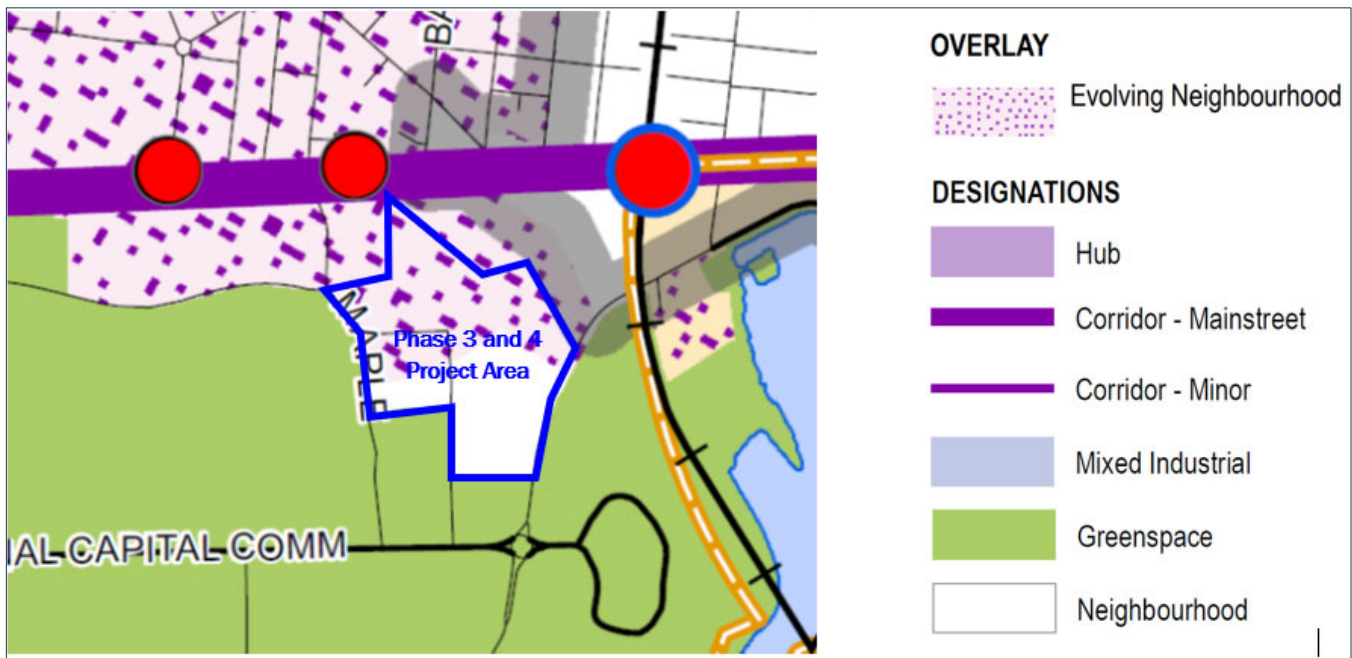 BA
MAPLE
Phase 3 and 4
Project Area
NAL CAPITAL COMM
OVERLAY
Evolving Neighbourhood
DESIGNATIONS
Hub
Corridor - Mainstreet
Corridor - Minor
Mixed Industrial
Greenspace
Neighbourhood